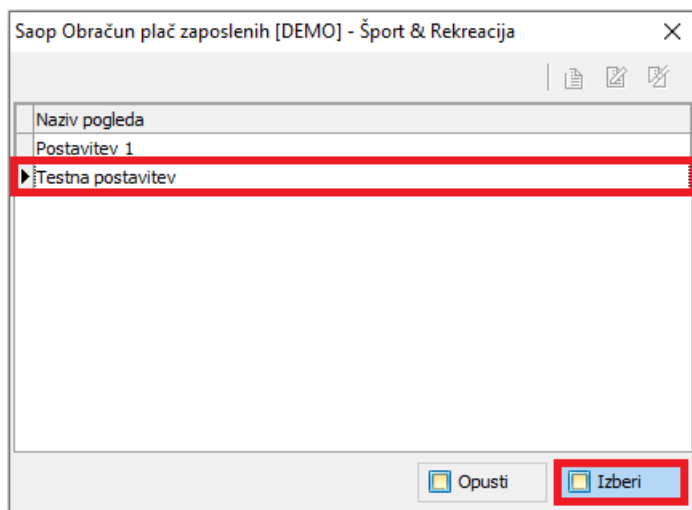 Saop Obračun plač zaposlenih [DEMO] - Šport & Rekreacija
Naziv pogleda
Postavitev 1
Testna postavitev
Opusti
Izberi